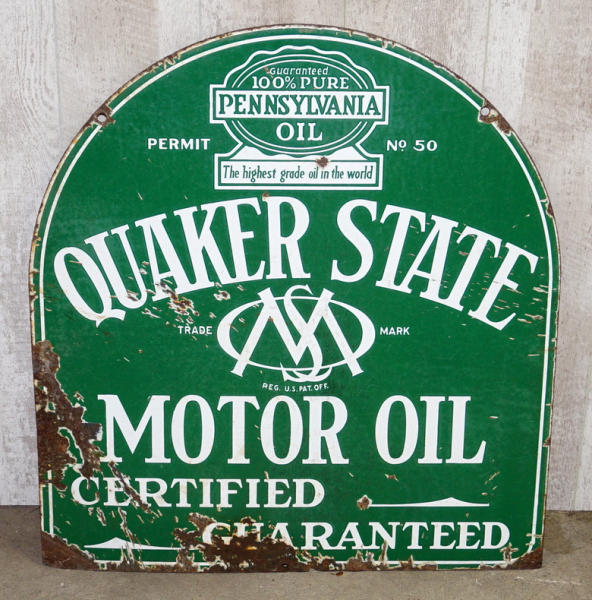 Guaranteed
100% PURE
PENNSYLVANIA
OIL
PERMIT Nº 50
The highest grade oil in the world
QUAKER STATE
TRADE MARK
REG. U.S. PAT. OFF.
MOTOR OIL
CERTIFIED
GUARANTEED